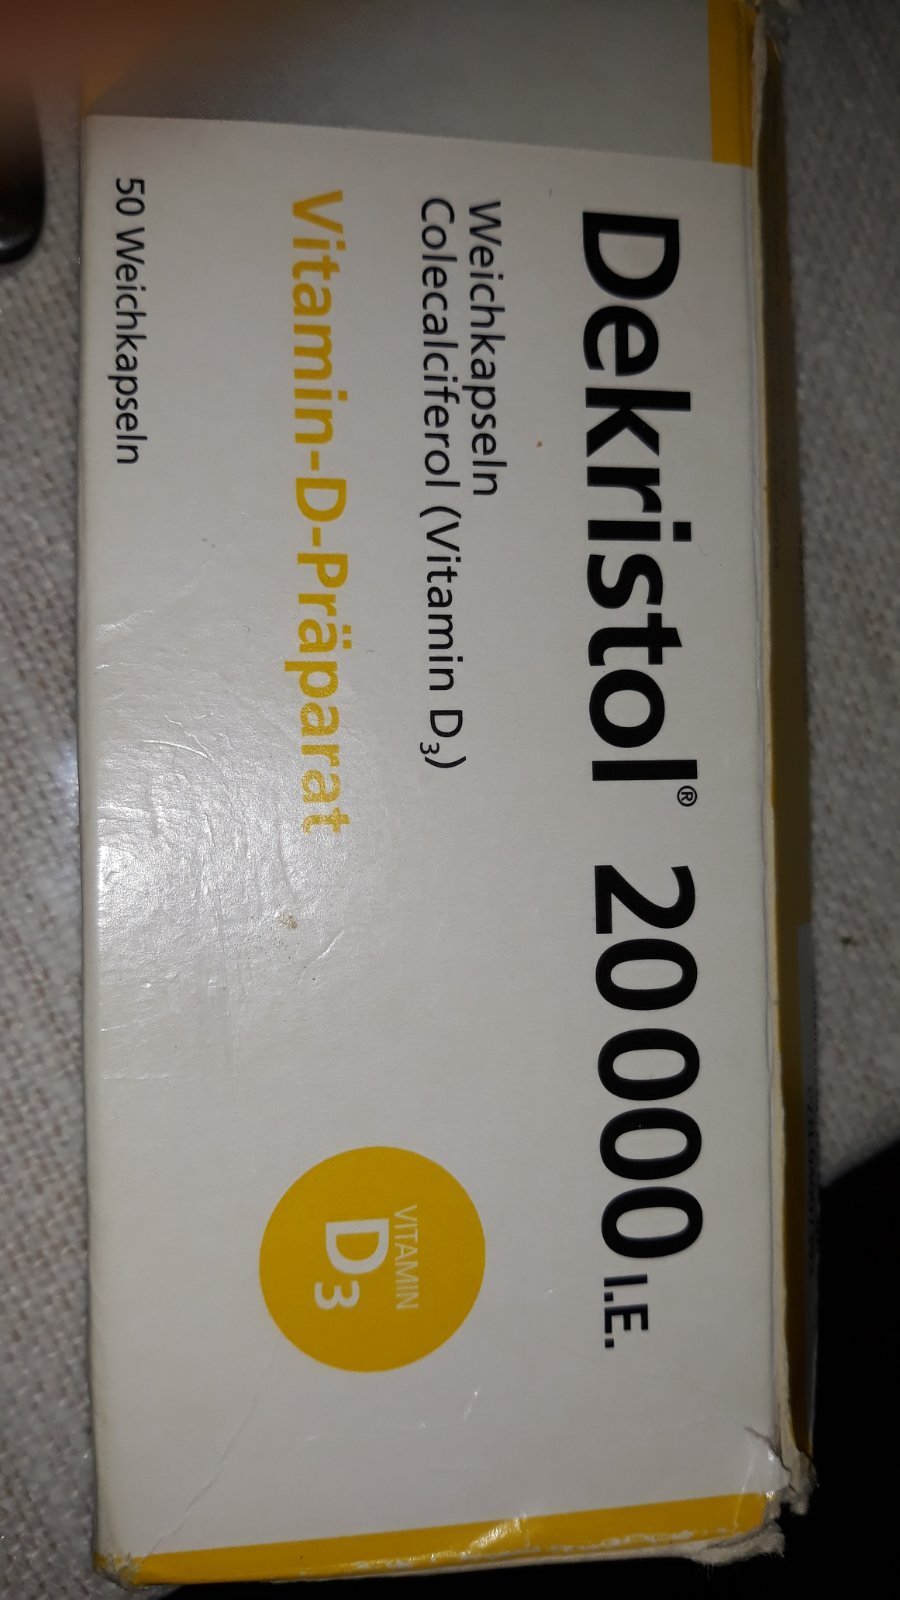 Dekristol® 20000 I.E.
Weichkapseln
Colecalciferol (Vitamin D₃)
Vitamin-D-Präparat
VITAMIN
D3
50 Weichkapseln